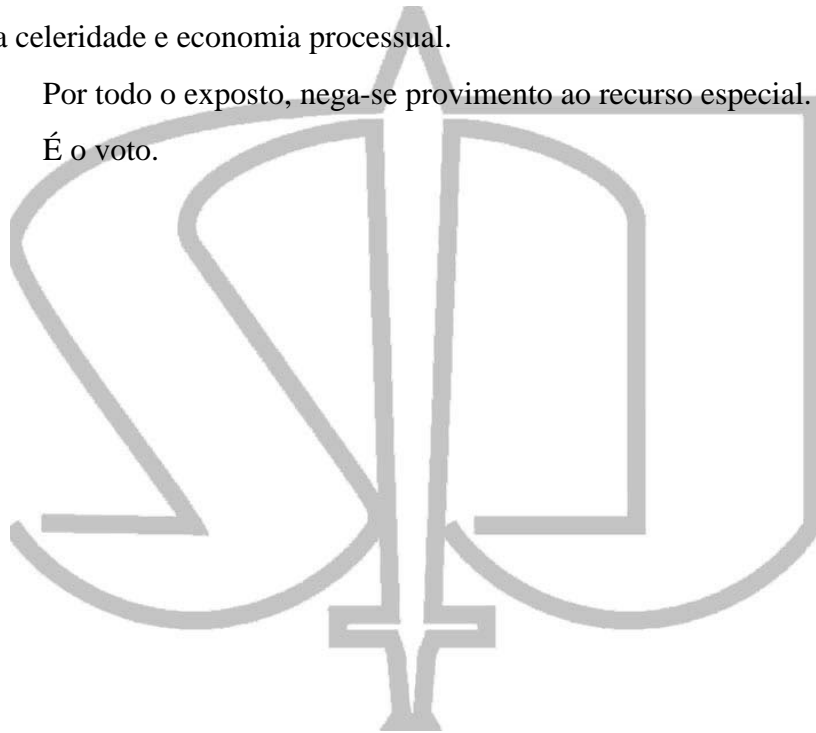 a celeridade e economia processual.
Por todo o exposto, nega-se provimento ao recurso especial.
É o voto.